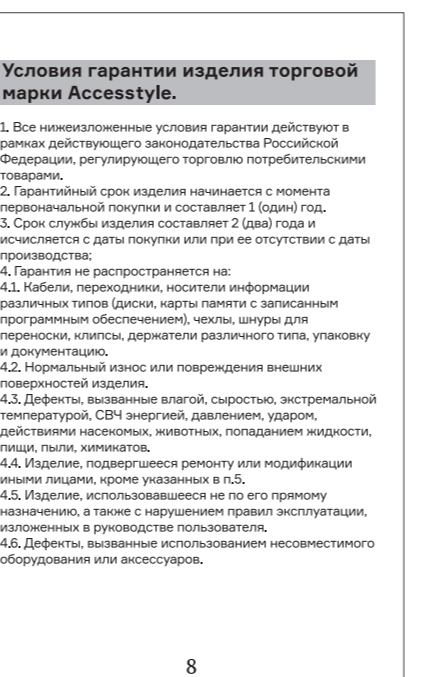 Условия гарантии изделия торговой
марки Accesstyle.
1. Все нижеизложенные условия гарантии действуют в
рамках действующего законодательства Российской
Федерации, регулирующего торговлю потребительскими
товарами.
2. Гарантийный срок изделия начинается с момента
первоначальной покупки и составляет 1 (один) год.
3. Срок службы изделия составляет 2 (два) года и
исчисляется с даты покупки или при ее отсутствии с даты
производства;
4. Гарантия не распространяется на:
4.1. Кабели, переходники, носители информации
различных типов (диски, карты памяти с записанным
программным обеспечением), чехлы, шнуры для
переноски, клипсы, держатели различного типа, упаковку
и документацию.
4.2. Нормальный износ или повреждения внешних
поверхностей изделия.
4.3. Дефекты, вызванные влагой, сыростью, экстремальной
температурой, СВЧ энергией, давлением, ударом,
действиями насекомых, животных, попаданием жидкости,
пищи, пыли, химикатов.
4.4. Изделие, подвергшееся ремонту или модификации
иными лицами, кроме указанных в п.5.
4.5. Изделие, использовавшееся не по его прямому
назначению, а также с нарушением правил эксплуатации,
изложенных в руководстве пользователя.
4.6. Дефекты, вызванные использованием несовместимого
оборудования или аксессуаров.
8